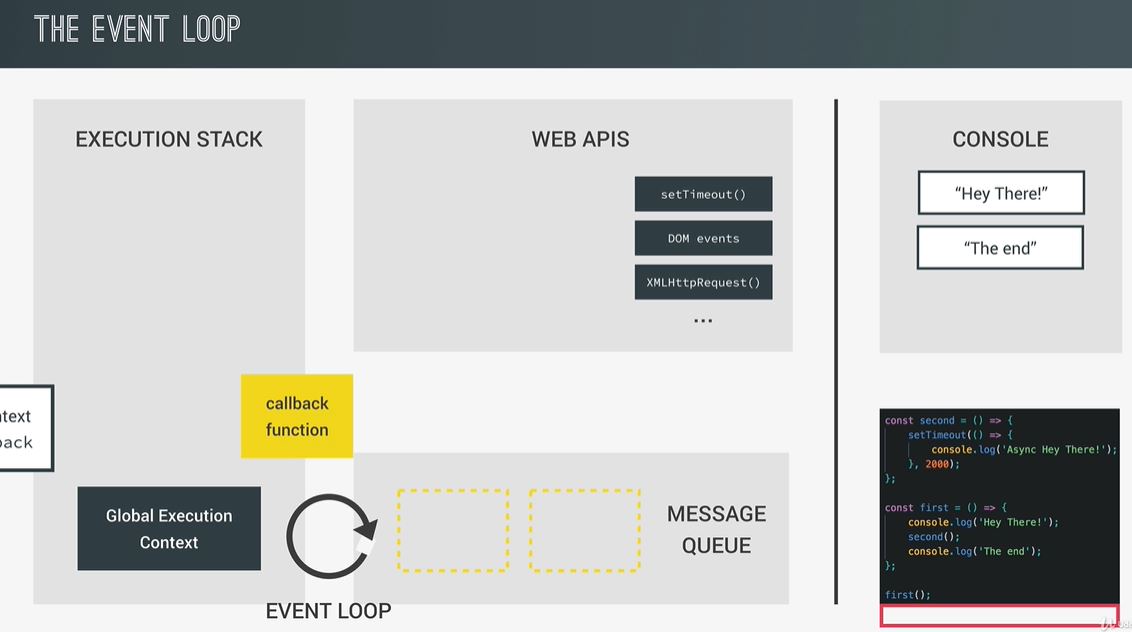 THE EVENT LOOP
EXECUTION STACK
WEB APIS
setTimeout()
DOM events
XMLHttpRequest()
...
CONSOLE
“Hey There!”
“The end”
callback
function
Global Execution
Context
EVENT LOOP
MESSAGE
QUEUE
const second = () => {
setTimeout(() => {
console.log('Async Hey There!');
}, 2000);
};
const first = () => {
console.log('Hey There!');
second();
console.log('The end');
};
first();